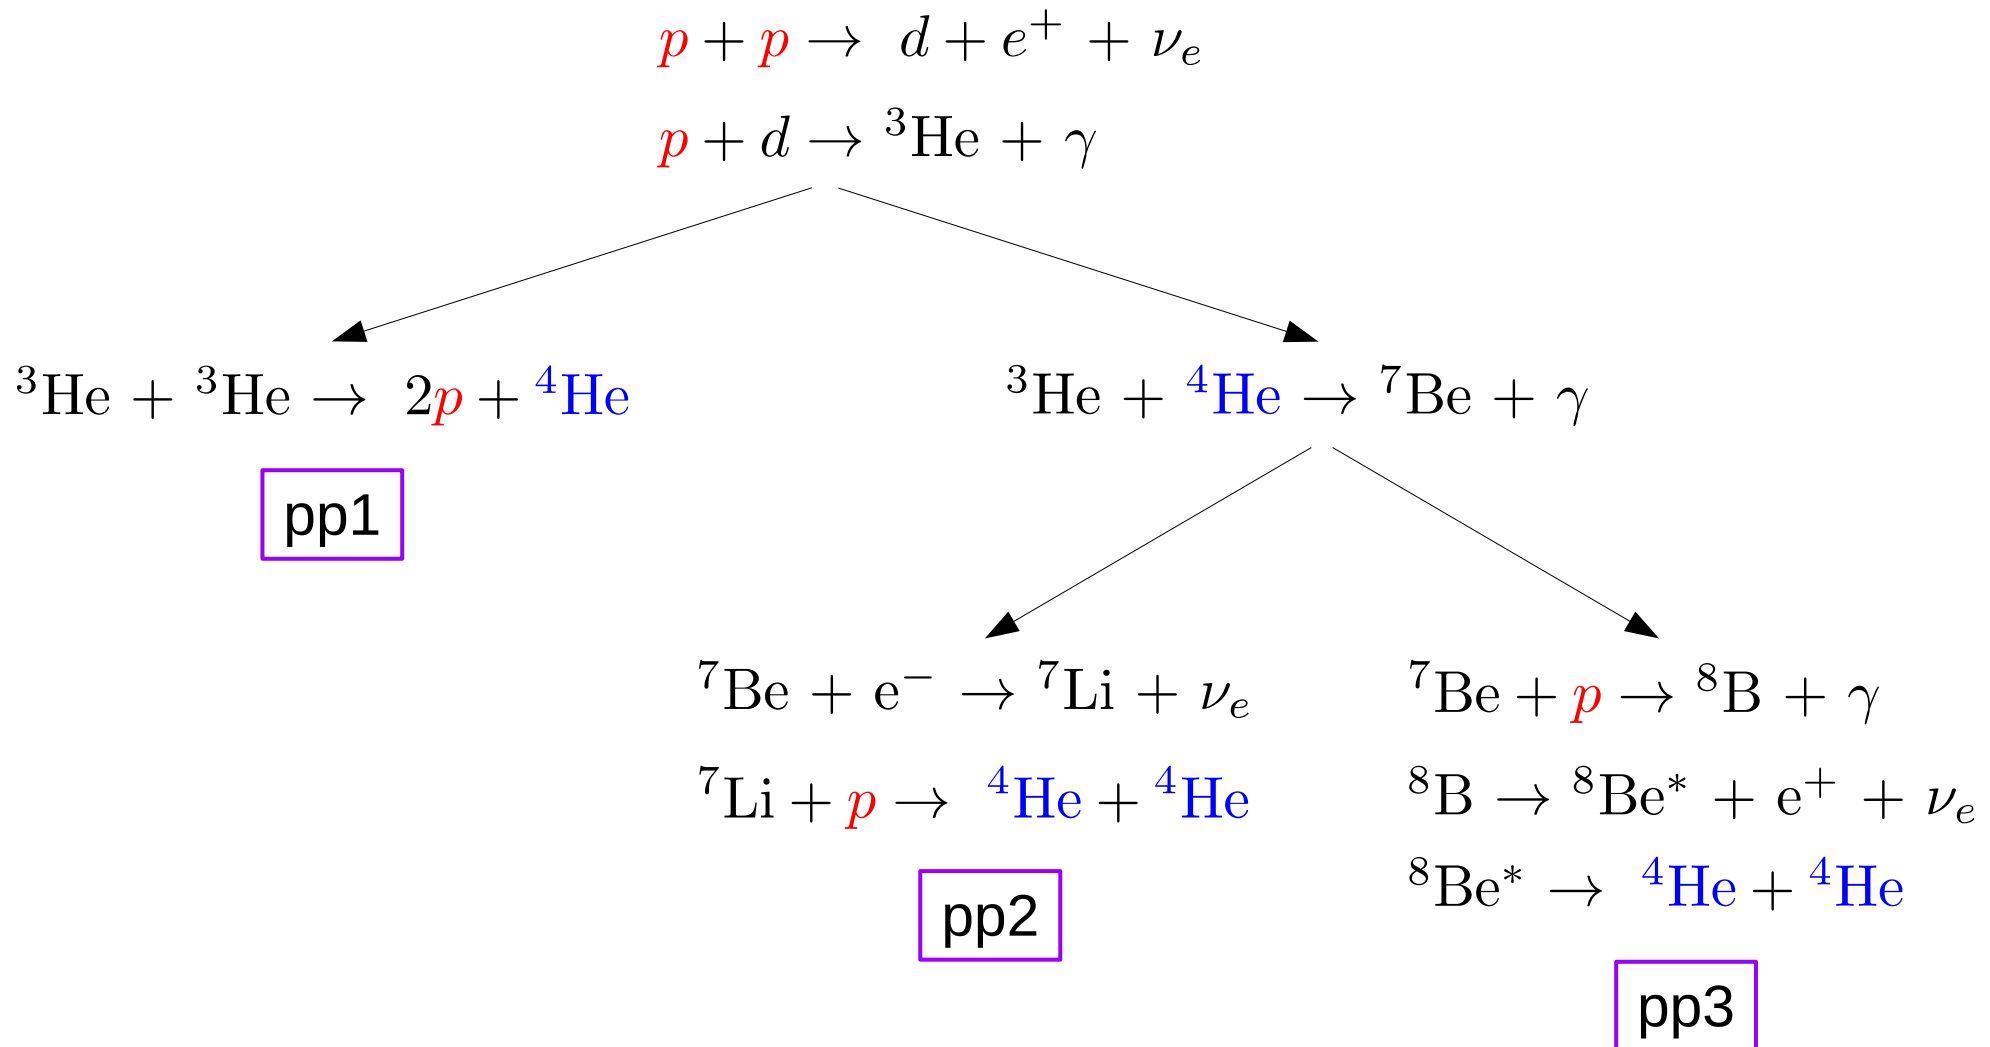 p + p → d + e⁺ + νₑ
p + d → ³He + γ
³He + ³He → 2p + ⁴He
pp1
³He + ⁴He → ⁷Be + γ
⁷Be + e⁻ → ⁷Li + νₑ
⁷Li + p → ⁴He + ⁴He
pp2
⁷Be + p → ⁸B + γ
⁸B → ⁸Be* + e⁺ + νₑ
⁸Be* → ⁴He + ⁴He
pp3